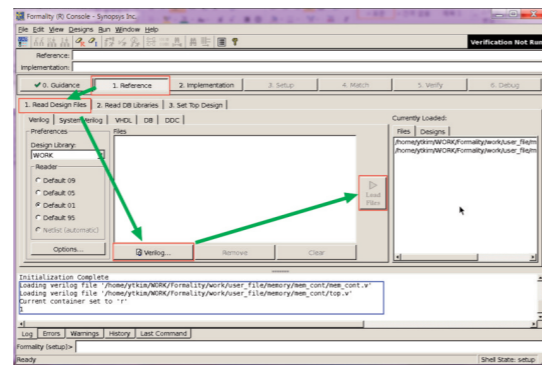 Formality (R) Console - Synopsys Inc.
File Edit View Designs Run Window Help
Verification Not Run
Reference:
Implementation:
0. Guidance 1. Reference 2. Implementation 3. Setup 4. Match 5. Verify 6. Debug
1. Read Design Files 2. Read DB Libraries 3. Set Top Design
Verilog System Verilog VHDL DB DDC
Currently Loaded:
Preferences Files
Files Designs
Design Library:
WORK
/home/ytkim/WORK/Formality/work/user_file/m
/home/ytkim/WORK/Formality/work/user_file/m
Reader
Default 09
Default 05
Default 01
Default 95
Netlist (automatic)
Load
Files
Options... Verilog... Remove Clear
Initialization Complete
Loading verilog file '/home/ytkim/WORK/Formality/work/user_file/memory/mem_cont/mem_cont.v'
Loading verilog file '/home/ytkim/WORK/Formality/work/user_file/memory/mem_cont/top.v'
Current container set to 'r'
1
Log Errors Warnings History Last Command
Formality (setup)>
Ready Shell State: setup